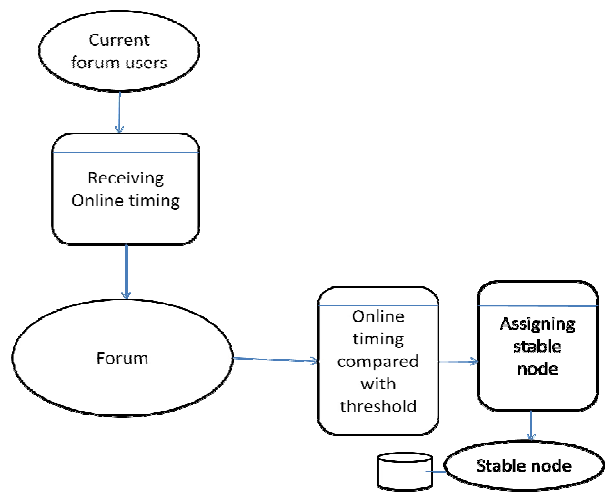 Current
forum users
Receiving
Online timing
Forum
Online
timing
compared
with
threshold
Assigning
stable
node
Stable node